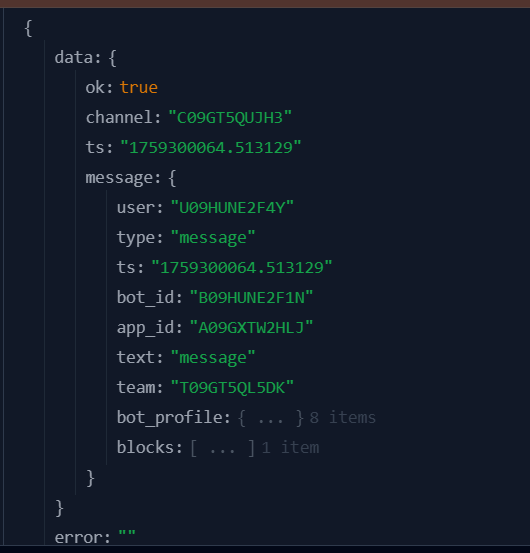 {
data: {
ok: true
channel: "C09GT5QUJH3"
ts: "1759300064.513129"
message: {
user: "U09HUNE2F4Y"
type: "message"
ts: "1759300064.513129"
bot_id: "B09HUNE2F1N"
app_id: "A09GXTW2HLJ"
text: "message"
team: "T09GT5QL5DK"
bot_profile: { ... } 8 items
blocks: [ ... ] 1 item
}
}
error: ""